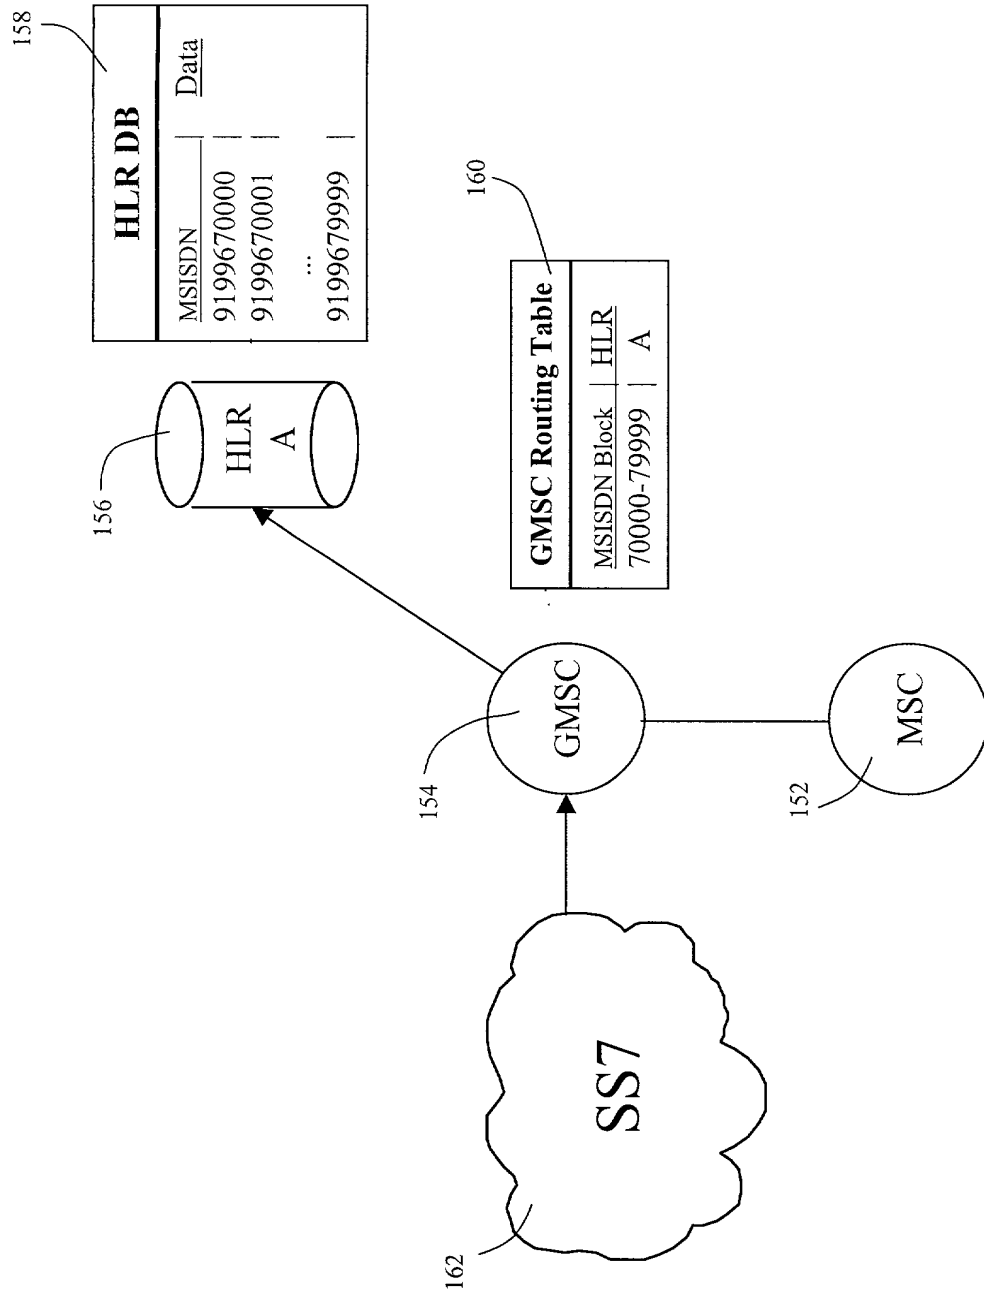 158
HLR DB
MSISDN | Data
9199670000 |
9199670001 |
...
9199679999 |
156
HLR
A
160
GMSC Routing Table
MSISDN Block | HLR
70000-79999 | A
154
GMSC
152
MSC
SS7
162